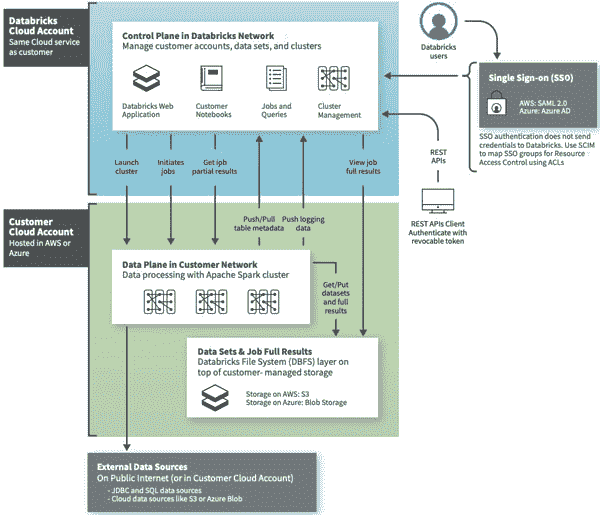 Databricks
Cloud Account
Same Cloud service
as customer
Control Plane in Databricks Network
Manage customer accounts, data sets, and clusters
Databricks Web
Application
Customer
Notebooks
Jobs and
Queries
Cluster
Management
Databricks
users
Single Sign-on (SSO)
AWS: SAML 2.0
Azure: Azure AD
SSO authentication does not send
credentials to Databricks. Use SCIM
to map SSO groups for Resource
Access Control using ACLs
REST
APIs
REST APIs Client
Authenticate with
revocable token
Launch
cluster
Initiates
jobs
Get job
partial results
View job
full results
Customer
Cloud Account
Hosted in AWS or
Azure
Push/Pull
table metadata
Push logging
data
Data Plane in Customer Network
Data processing with Apache Spark cluster
Get/Put
datasets
and full
results
Data Sets & Job Full Results
Databricks File System (DBFS) layer on
top of customer- managed storage
Storage on AWS: S3
Storage on Azure: Blob Storage
External Data Sources
On Public Internet (or in Customer Cloud Account)
- JDBC and SQL data sources
- Cloud data sources like S3 or Azure Blob